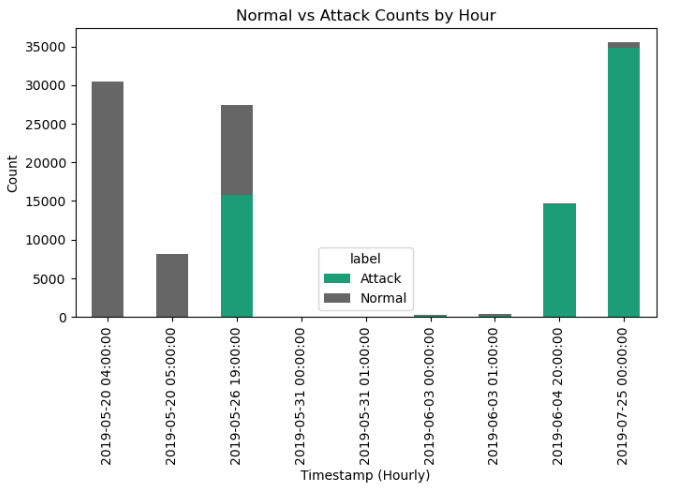 Normal vs Attack Counts by Hour
Count
35000
30000
25000
20000
15000
10000
5000
0
label
Attack
Normal
2019-05-20 04:00:00
2019-05-20 05:00:00
2019-05-26 19:00:00
2019-05-31 00:00:00
2019-05-31 01:00:00
2019-06-03 00:00:00
2019-06-03 01:00:00
2019-06-04 20:00:00
2019-07-25 00:00:00
Timestamp (Hourly)